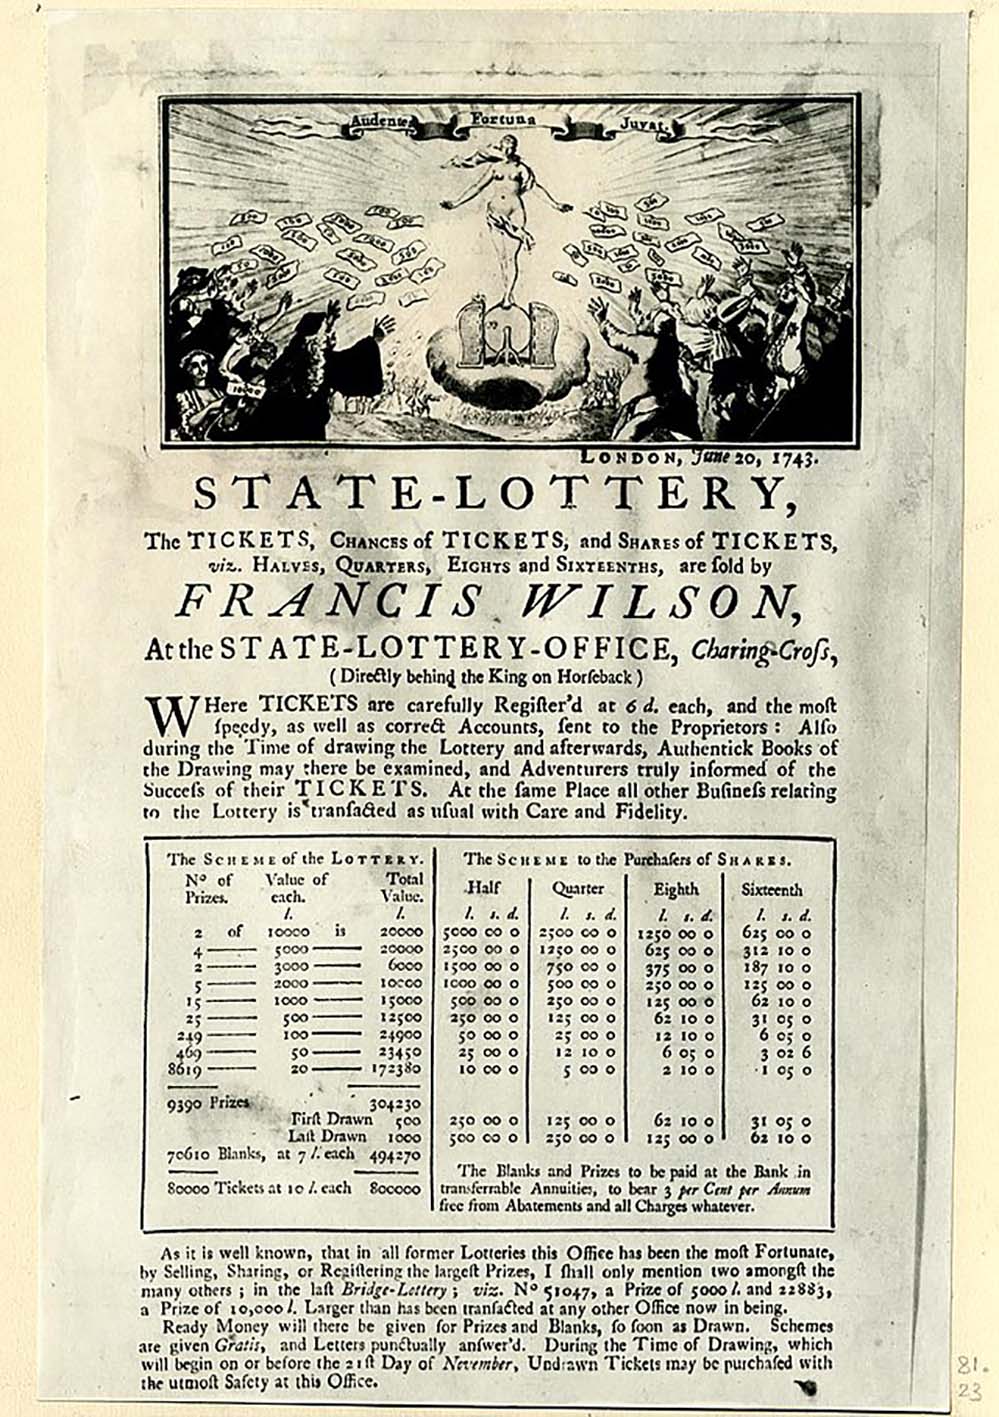 Audentes Fortuna Juvat.
LONDON, June 20, 1743.
STATE-LOTTERY,
The TICKETS, CHANCES of TICKETS, and SHARES of TICKETS,
viz. HALVES, QUARTERS, EIGHTS and SIXTEENTHS, are ſold by
FRANCIS WILSON,
At the STATE-LOTTERY-OFFICE, Charing-Croſs,
(Directly behind the King on Horſeback)
WHere TICKETS are carefully Regiſter'd at 6 d. each, and the moſt
ſpeedy, as well as correct Accounts, ſent to the Proprietors: Alſo
during the Time of drawing the Lottery and afterwards, Authentick Books of
the Drawing may there be examined, and Adventurers truly informed of the
Succeſs of their TICKETS. At the ſame Place all other Buſineſs relating
to the Lottery is tranſacted as uſual with Care and Fidelity.
The SCHEME of the LOTTERY. The SCHEME to the Purchaſers of SHARES.
No of Value of Total Half Quarter Eighth Sixteenth
Prizes. each. Value.
l. l. l. s. d. l. s. d. l. s. d. l. s. d.
2 of 10000 is 20000 5000 00 0 2500 00 0 1250 00 0 625 00 0
4 — 5000 — 20000 2500 00 0 1250 00 0 625 00 0 312 10 0
2 — 3000 — 6000 1500 00 0 750 00 0 375 00 0 187 10 0
5 — 2000 — 10000 1000 00 0 500 00 0 250 00 0 125 00 0
15 — 1000 — 15000 500 00 0 250 00 0 125 00 0 62 10 0
25 — 500 — 12500 250 00 0 125 00 0 62 10 0 31 05 0
249 — 100 — 24900 50 00 0 25 00 0 12 10 0 6 05 0
469 — 50 — 23450 25 00 0 12 10 0 6 05 0 3 02 6
8619 — 20 — 172380 10 00 0 5 00 0 2 10 0 1 05 0
9390 Prizes 304230
Firſt Drawn 500 250 00 0 125 00 0 62 10 0 31 05 0
Laſt Drawn 1000 500 00 0 250 00 0 125 00 0 62 10 0
70610 Blanks, at 7 l. each 494270
80000 Tickets at 10 l. each 800000
The Blanks and Prizes to be paid at the Bank in
tranſferrable Annuities, to bear 3 per Cent per Annum
free from Abatements and all Charges whatever.
As it is well known, that in all former Lotteries this Office has been the moſt Fortunate,
by Selling, Sharing, or Regiſtering the largeſt Prizes, I ſhall only mention two amongſt the
many others; in the laſt Bridge-Lottery; viz. No 51047, a Prize of 5000 l. and 22883,
a Prize of 10,000 l. Larger than has been tranſacted at any other Office now in being.
Ready Money will there be given for Prizes and Blanks, ſo ſoon as Drawn. Schemes
are given Gratis, and Letters punctually anſwer'd. During the Time of Drawing, which
will begin on or before the 21ſt Day of November, Undrawn Tickets may be purchaſed with
the utmoſt Safety at this Office.
81.
23